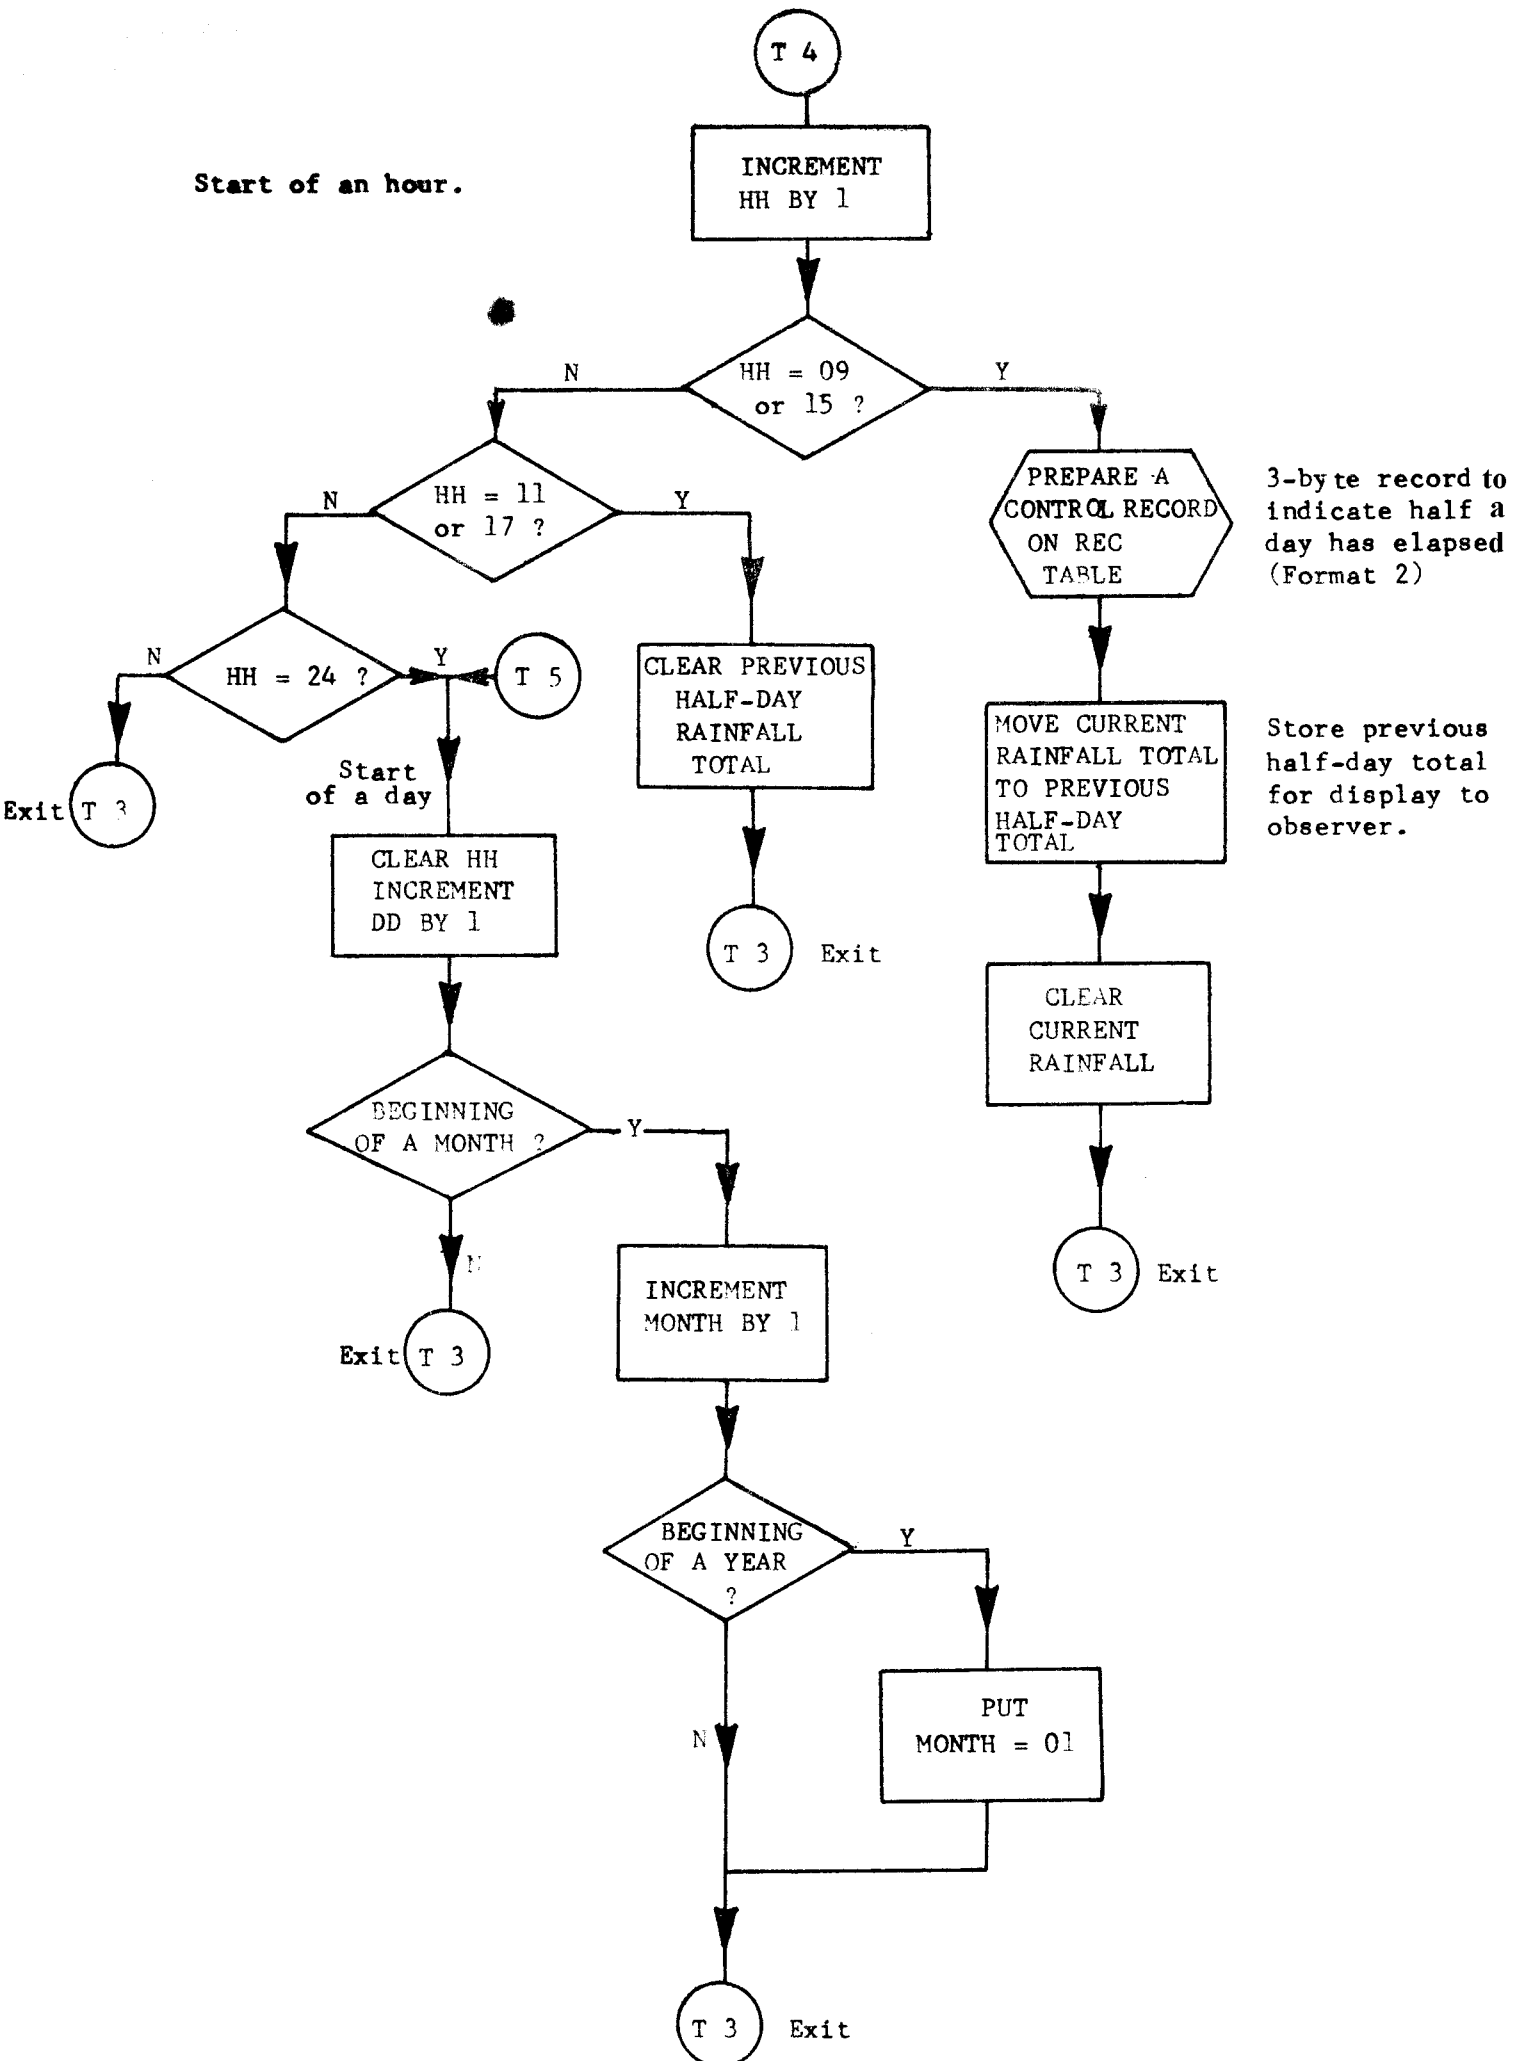 T 4
Start of an hour.
INCREMENT
HH BY 1
HH = 09
or 15 ?
N
Y
HH = 11
or 17 ?
N
Y
PREPARE A
CONTROL RECORD
ON REC
TABLE
3-byte record to
indicate half a
day has elapsed
(Format 2)
HH = 24 ?
N
Y
T 5
CLEAR PREVIOUS
HALF-DAY
RAINFALL
TOTAL
MOVE CURRENT
RAINFALL TOTAL
TO PREVIOUS
HALF-DAY
TOTAL
Store previous
half-day total
for display to
observer.
Exit
T 3
Start
of a day
CLEAR HH
INCREMENT
DD BY 1
T 3
Exit
CLEAR
CURRENT
RAINFALL
BEGINNING
OF A MONTH ?
Y
N
T 3
Exit
INCREMENT
MONTH BY 1
Exit
T 3
BEGINNING
OF A YEAR
?
Y
N
PUT
MONTH = 01
T 3
Exit